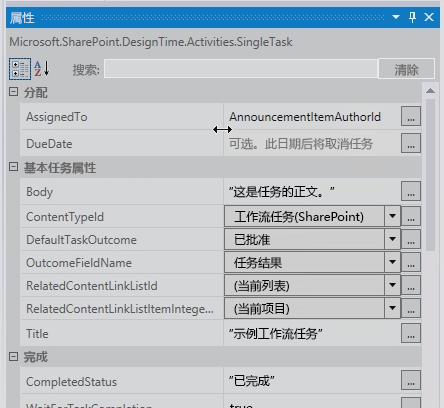 属性
Microsoft.SharePoint.DesignTime.Activities.SingleTask
搜索: 清除
分配
AssignedTo AnnouncementItemAuthorId ...
DueDate 可选。此日期后将取消任务 ...
基本任务属性
Body "这是任务的正文。" ...
ContentTypeId 工作流任务(SharePoint) ...
DefaultTaskOutcome 已批准 ...
OutcomeFieldName 任务结果 ...
RelatedContentLinkListId (当前列表) ...
RelatedContentLinkListItemIntege... (当前项目) ...
Title "示例工作流任务" ...
完成
CompletedStatus "已完成" ...
WaitForTaskCompletion true